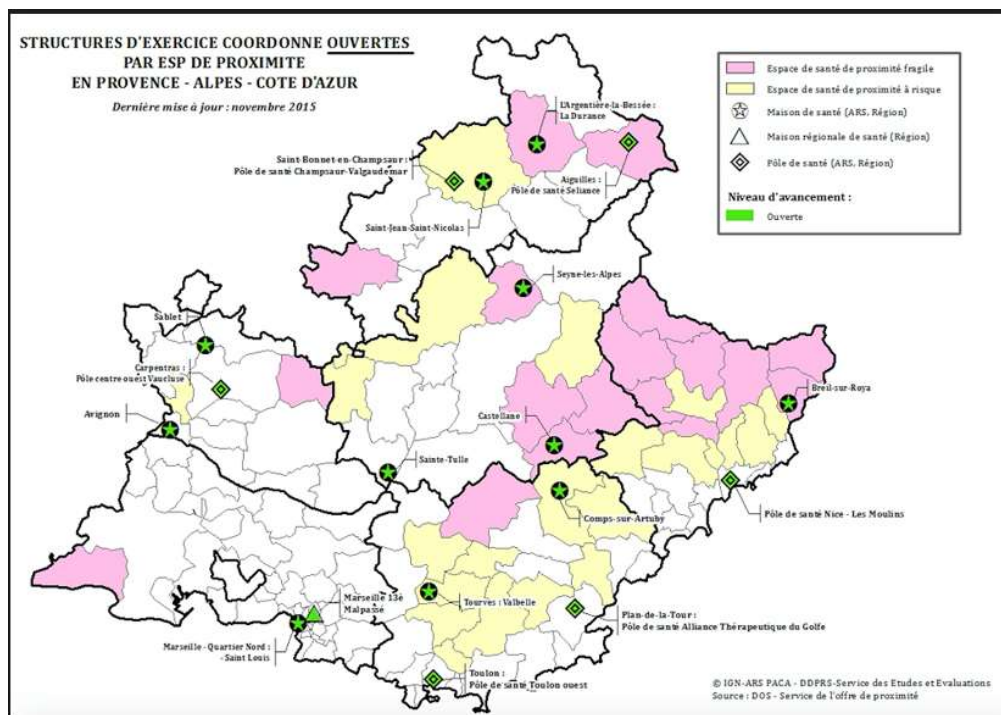 STRUCTURES D'EXERCICE COORDONNE OUVERTES
PAR ESP DE PROXIMITE
EN PROVENCE - ALPES - COTE D'AZUR
Dernière mise à jour : novembre 2015
Espace de santé de proximité fragile
Espace de santé de proximité à risque
Maison de santé (ARS, Région)
Maison régionale de santé (Région)
Pôle de santé (ARS, Région)
Niveau d'avancement :
Ouverte
L'Argentière-la-Bessée :
La Durance
Saint-Bonnet-en-Champsaur :
Pôle de santé Champsaur-Valgaudemar
Aiguilles :
Pôle de santé Seliance
Saint-Jean-Saint-Nicolas
Seyne-les-Alpes
Sablet
Carpentras :
Pôle centre-ouest Vaucluse
Avignon
Breil-sur-Roya
Castellane
Sainte-Tulle
Comps-sur-Artuby
Pôle de santé Nice - Les Moulins
Tourves : Valbelle
Marseille 13è
Malpassé
Plan-de-la-Tour :
Pôle de santé Alliance Thérapeutique du Golfe
Marseille - Quartier Nord :
- Saint Louis
Toulon :
Pôle de santé Toulon ouest
© IGN-ARS PACA - DDPRS-Service des Etudes et Evaluations
Source : DOS - Service de l'offre de proximité